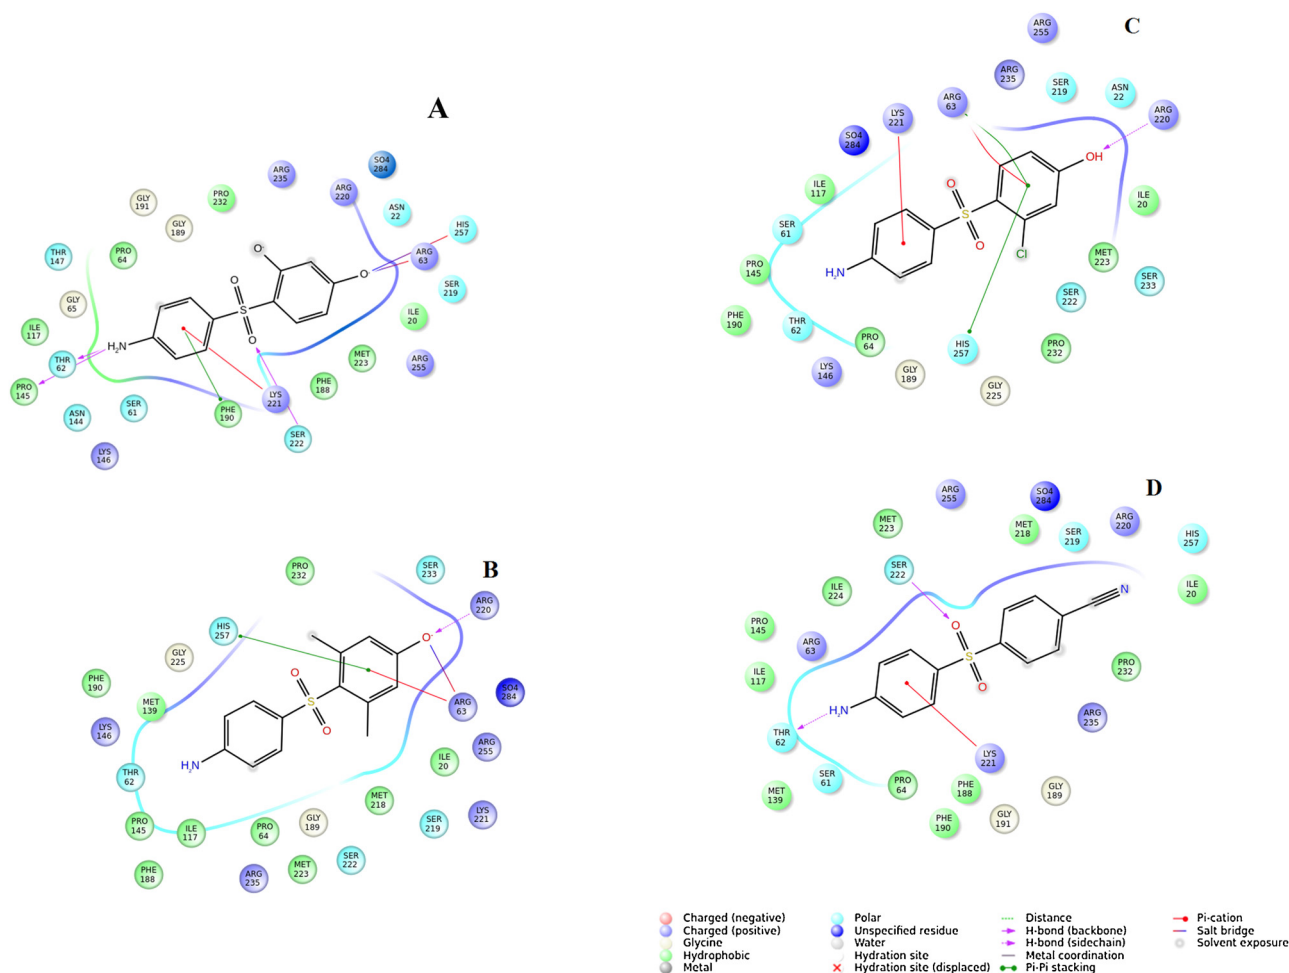 A
ARG
235
SO4
284
GLY
191
PRO
232
ARG
220
GLY
189
ASN
22
HIS
257
THR
147
PRO
64
O
O
ARG
63
O
S
SER
219
GLY
65
ILE
20
O
ILE
117
H₂N
THR
62
MET
223
ARG
255
PRO
145
PHE
188
LYS
221
SER
61
PHE
190
ASN
144
SER
222
LYS
146
C
ARG
255
ARG
235
SER
219
ASN
22
ARG
63
ARG
220
LYS
221
SO4
284
OH
ILE
117
O
ILE
20
S
SER
61
O
Cl
MET
223
PRO
145
H₂N
SER
233
SER
222
PHE
190
THR
62
PRO
64
HIS
257
PRO
232
LYS
146
GLY
189
GLY
225
B
PRO
232
SER
233
ARG
220
HIS
257
O
GLY
225
O
PHE
190
SO4
284
S
MET
139
ARG
63
O
LYS
146
ARG
255
H₂N
ILE
20
THR
62
MET
218
LYS
221
PRO
145
ILE
117
PRO
64
GLY
189
SER
219
SER
222
PHE
188
ARG
235
MET
223
D
ARG
255
SO4
284
MET
223
MET
218
ARG
220
SER
219
HIS
257
SER
222
ILE
224
N
ILE
20
PRO
145
O
ARG
63
S
ILE
117
PRO
232
O
H₂N
ARG
235
THR
62
LYS
221
SER
61
PRO
64
PHE
188
GLY
189
MET
139
PHE
190
GLY
191
Charged (negative)
Charged (positive)
Glycine
Hydrophobic
Metal
Polar
Unspecified residue
Water
Hydration site
Hydration site (displaced)
Distance
H-bond (backbone)
H-bond (sidechain)
Metal coordination
Pi-Pi stacking
Pi-cation
Salt bridge
Solvent exposure